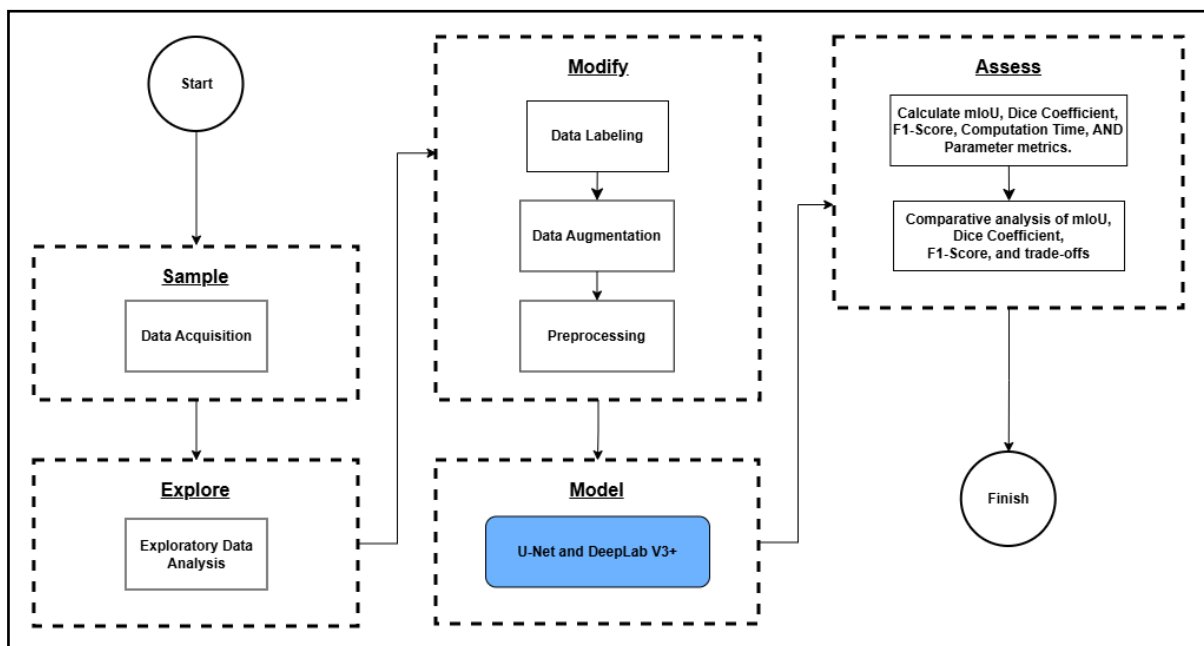 Start
Sample
Data Acquisition
Explore
Exploratory Data
Analysis
Modify
Data Labeling
Data Augmentation
Preprocessing
Model
U-Net and DeepLab V3+
Assess
Calculate mIoU, Dice Coefficient,
F1-Score, Computation Time, AND
Parameter metrics.
Comparative analysis of mIoU,
Dice Coefficient,
F1-Score, and trade-offs
Finish